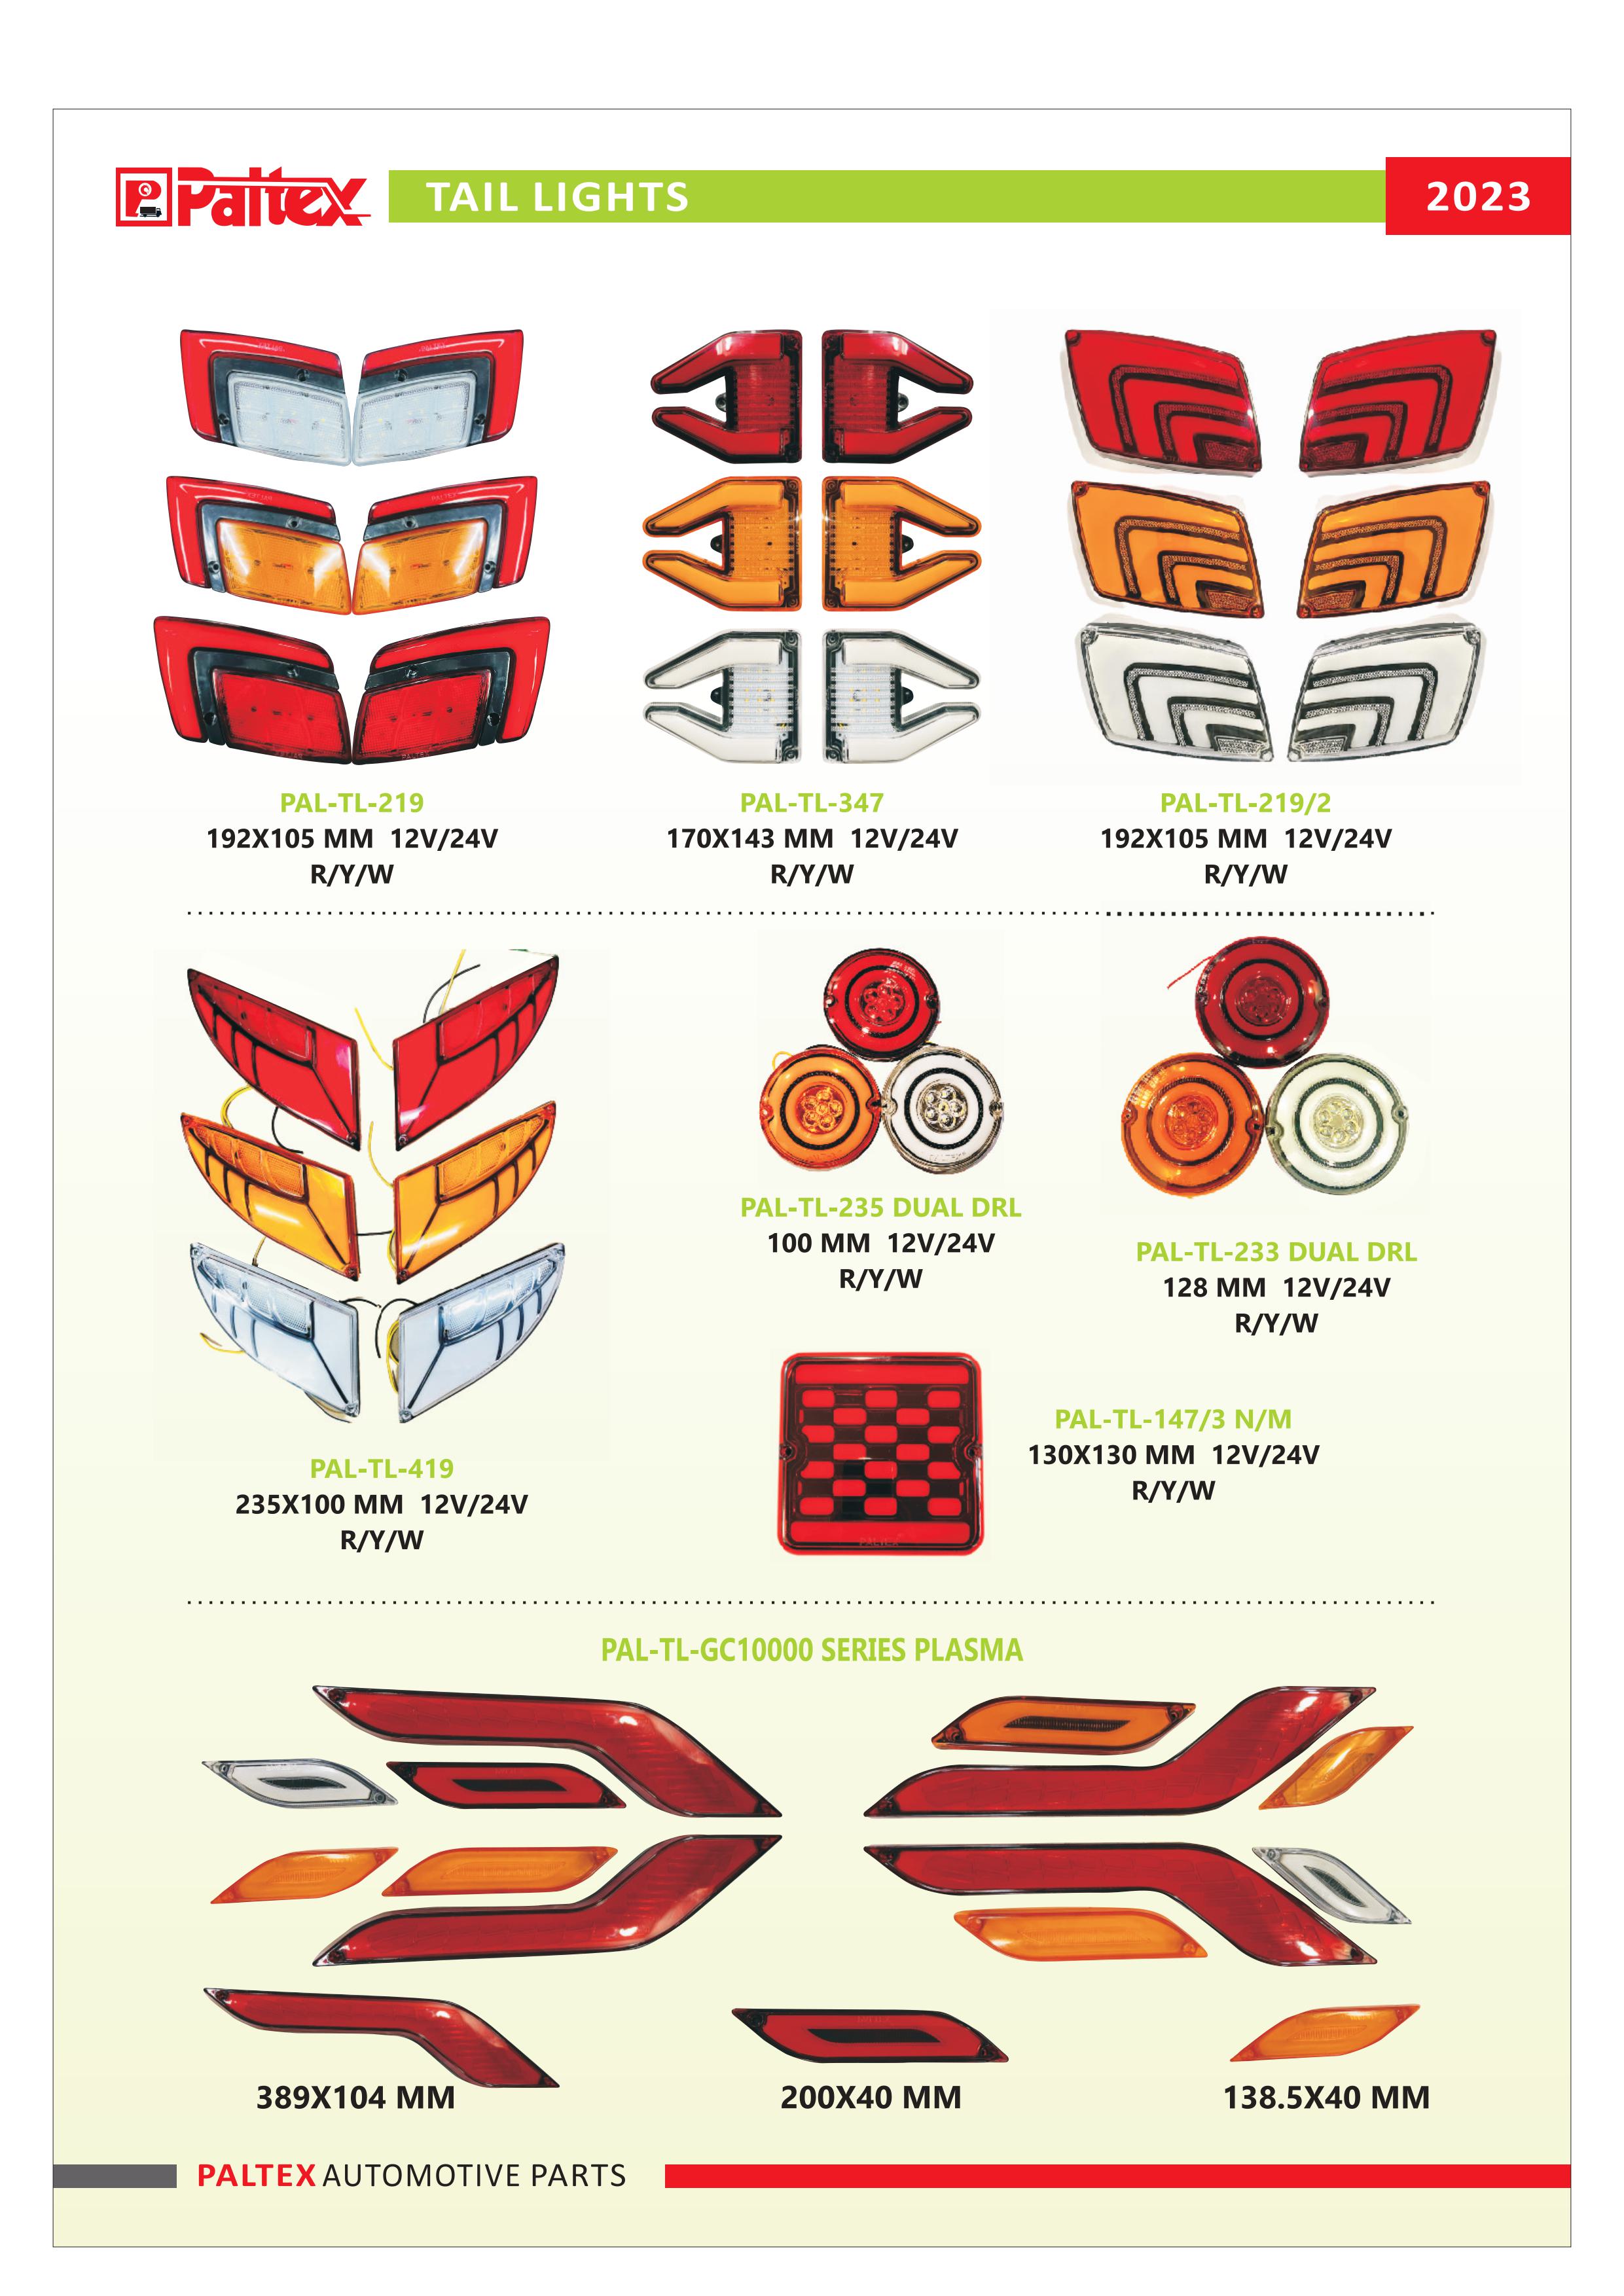 Paltex
TAIL LIGHTS
2023
PAL-TL-219
192X105 MM 12V/24V
R/Y/W
PAL-TL-347
170X143 MM 12V/24V
R/Y/W
PAL-TL-219/2
192X105 MM 12V/24V
R/Y/W
PAL-TL-419
235X100 MM 12V/24V
R/Y/W
PAL-TL-235 DUAL DRL
100 MM 12V/24V
R/Y/W
PAL-TL-233 DUAL DRL
128 MM 12V/24V
R/Y/W
PALTEX
PAL-TL-147/3 N/M
130X130 MM 12V/24V
R/Y/W
PAL-TL-GC10000 SERIES PLASMA
389X104 MM
200X40 MM
138.5X40 MM
PALTEX AUTOMOTIVE PARTS